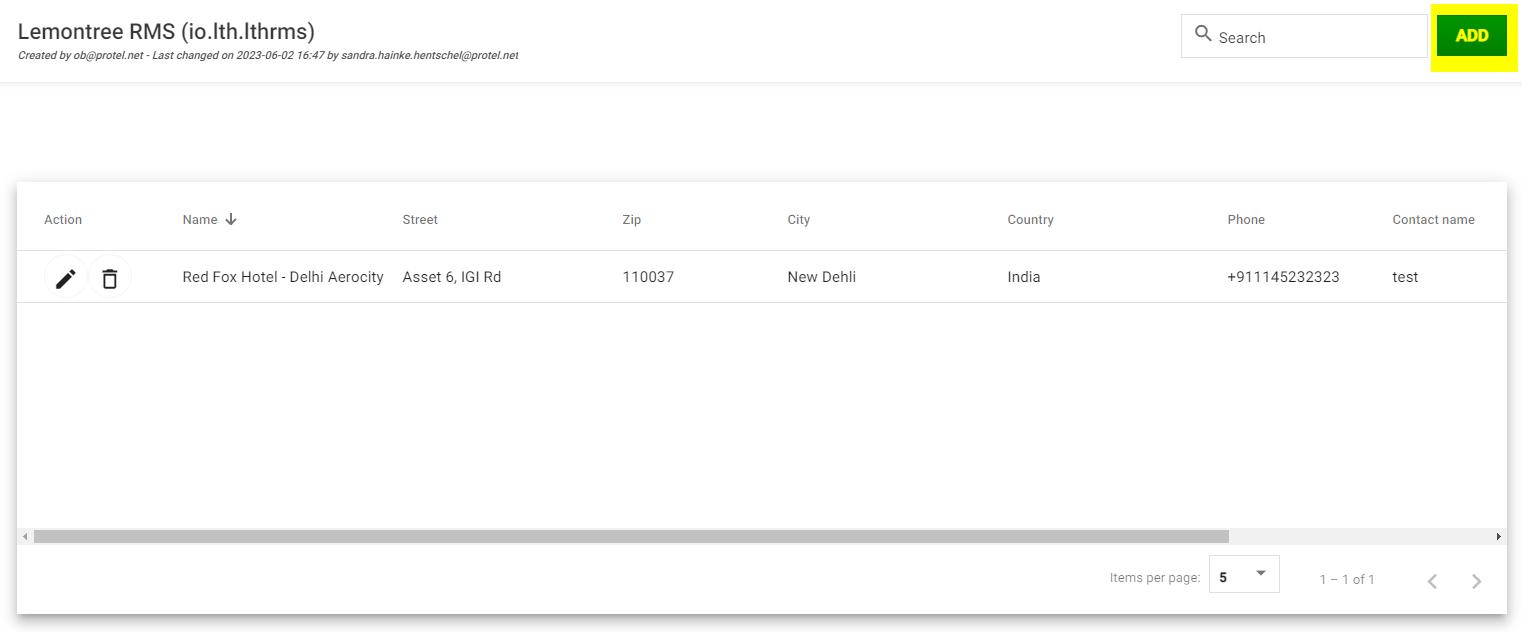 Lemontree RMS (io.lth.lthrms)
Created by ob@protel.net - Last changed on 2023-06-02 16:47 by sandra.hainke.hentschel@protel.net
Search
ADD
Action Name Street Zip City Country Phone Contact name
Red Fox Hotel - Delhi Aerocity Asset 6, IGI Rd 110037 New Dehli India +911145232323 test
Items per page: 5 1 – 1 of 1